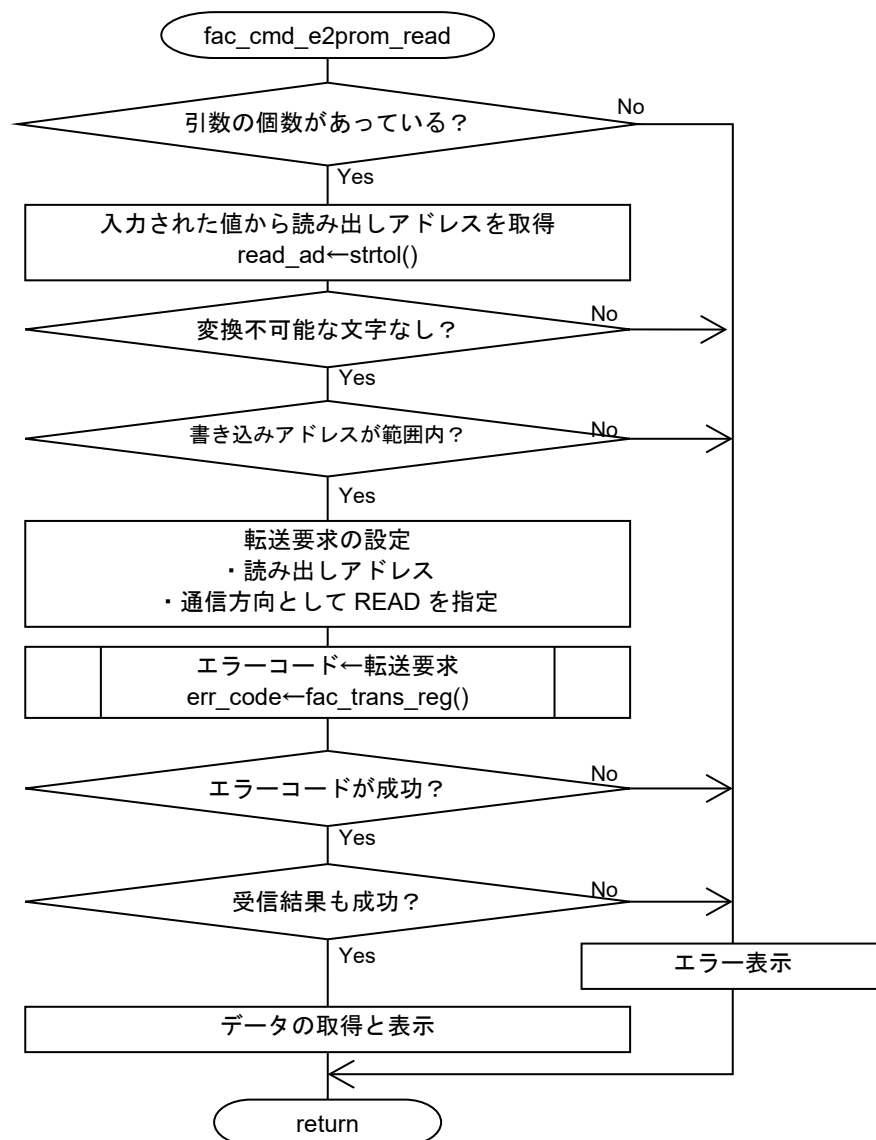 fac_cmd_e2prom_read
引数の個数があっている？
No
Yes
入力された値から読み出しアドレスを取得
read_ad←strtol()
変換不可能な文字なし？
No
Yes
書き込みアドレスが範囲内？
No
Yes
転送要求の設定
・読み出しアドレス
・通信方向として READ を指定
エラーコード←転送要求
err_code←fac_trans_reg()
エラーコードが成功？
No
Yes
受信結果も成功？
No
Yes
エラー表示
データの取得と表示
return